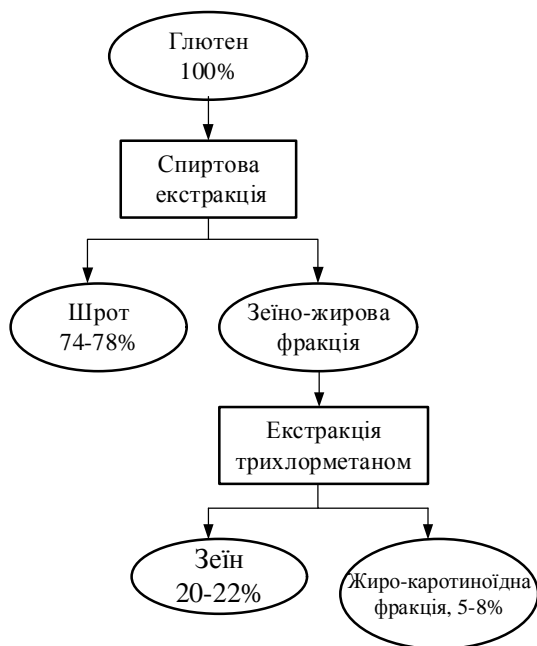 Глютен
100%
Спиртова
екстракція
Шрот
74-78%
Зеїно-жирова
фракція
Екстракція
трихлорметаном
Зеїн
20-22%
Жиро-каротиноїдна
фракція, 5-8%